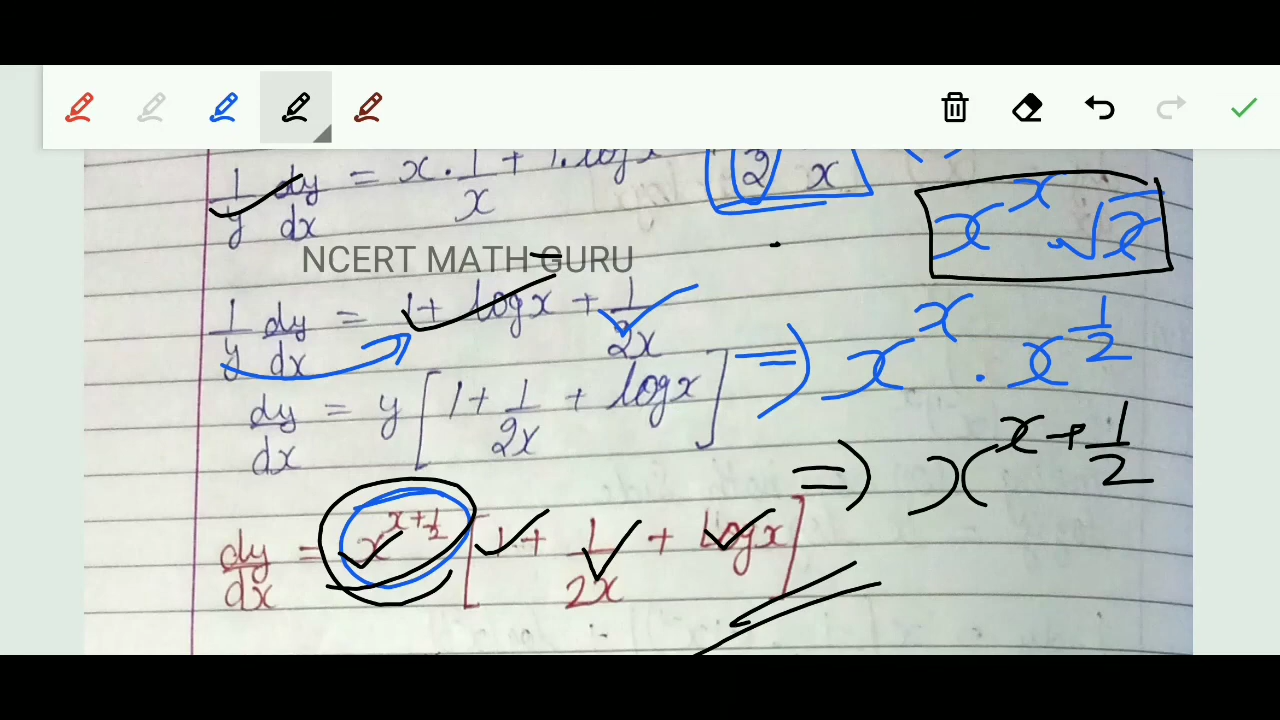 1/y dy/dx = x · 1/x + 1·log x
1/2 x
x^x √x
NCERT MATH GURU
1/y dy/dx = 1 + log x + 1/2x
⇒ x^x · x^1/2
dy/dx = y [1 + 1/2x + log x]
⇒ x^x+1/2
dy/dx = x^x+1/2 [1 + 1/2x + log x]